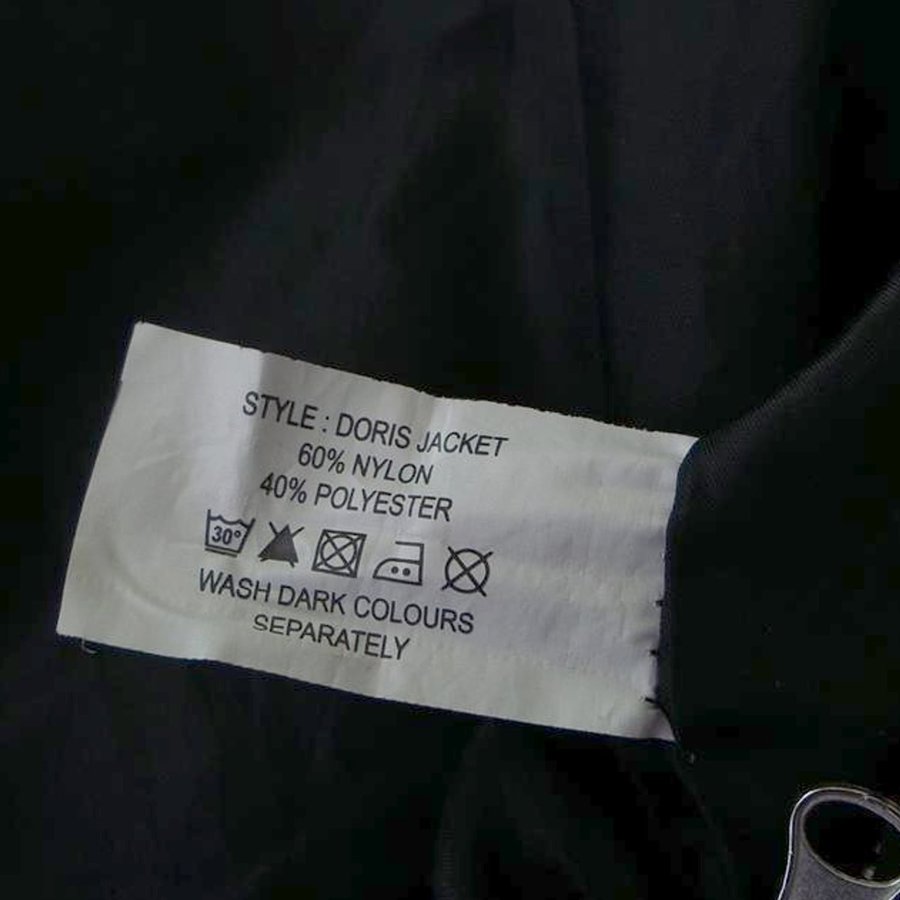 STYLE : DORIS JACKET
60% NYLON
40% POLYESTER
30°
WASH DARK COLOURS
SEPARATELY